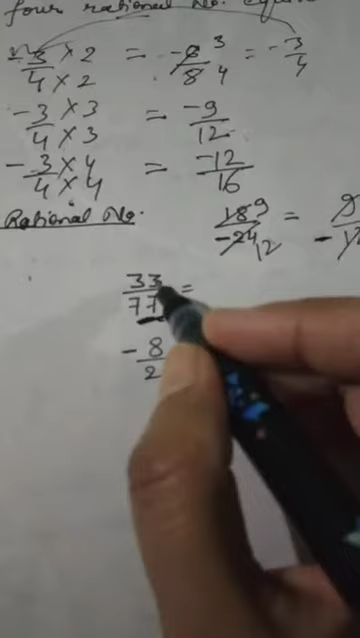 four rational No.
-3/4 × 2/2 = -6/8 3/4 = -3/4
-3/4 × 3/3 = -9/12
-3/4 × 4/4 = -12/16
Rational No.
18/-24 9/12 = 9/-12
33/77 =
-8/2